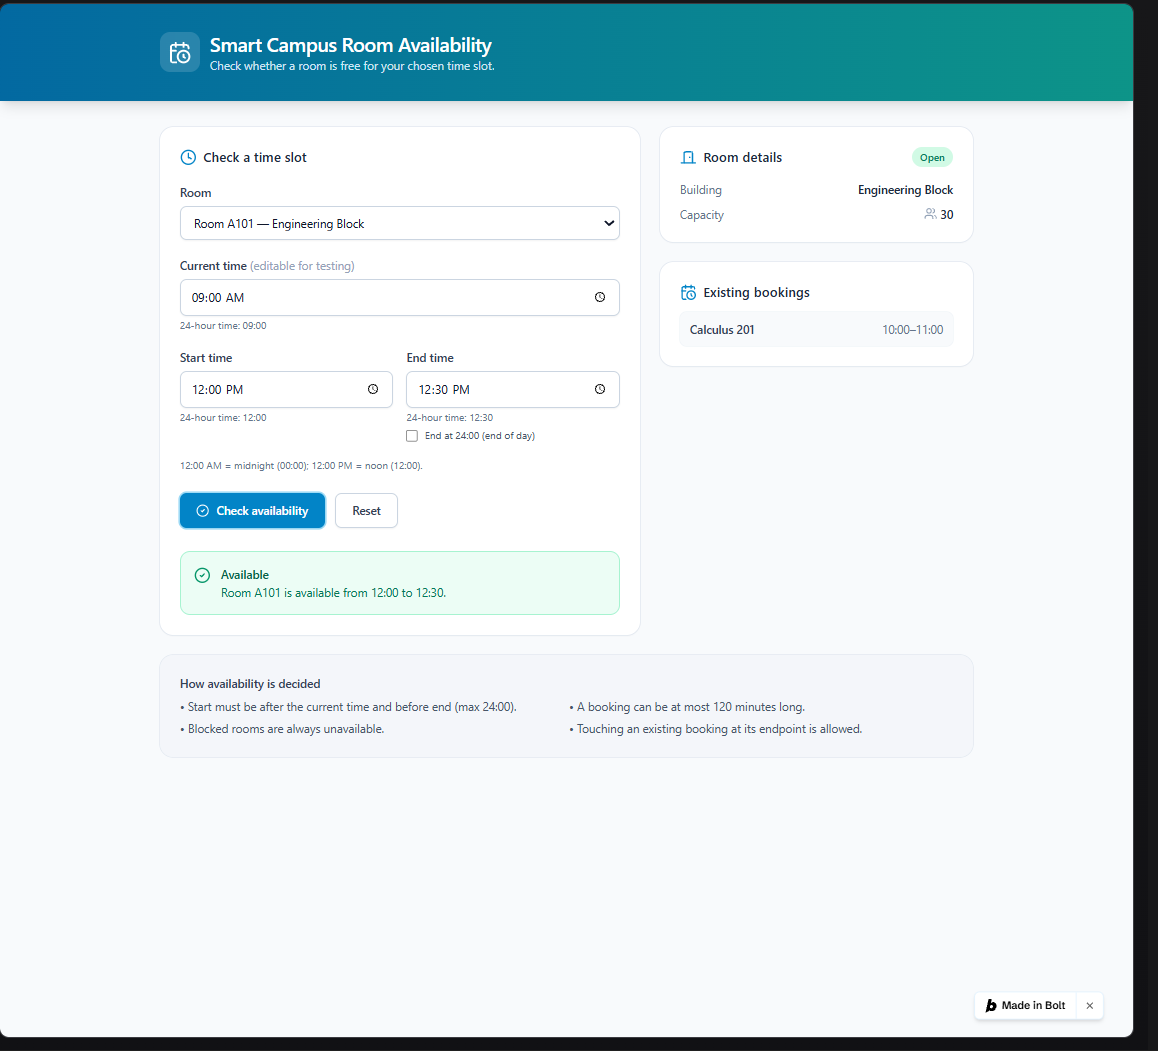 Smart Campus Room Availability
Check whether a room is free for your chosen time slot.
Check a time slot
Room
Room A101 — Engineering Block
Current time (editable for testing)
09:00 AM
24-hour time: 09:00
Start time
12:00 PM
24-hour time: 12:00
End time
12:30 PM
24-hour time: 12:30
End at 24:00 (end of day)
12:00 AM = midnight (00:00); 12:00 PM = noon (12:00).
Check availability
Reset
Available
Room A101 is available from 12:00 to 12:30.
Room details
Open
Building
Engineering Block
Capacity
30
Existing bookings
Calculus 201
10:00–11:00
How availability is decided
• Start must be after the current time and before end (max 24:00).
• A booking can be at most 120 minutes long.
• Blocked rooms are always unavailable.
• Touching an existing booking at its endpoint is allowed.
b Made in Bolt